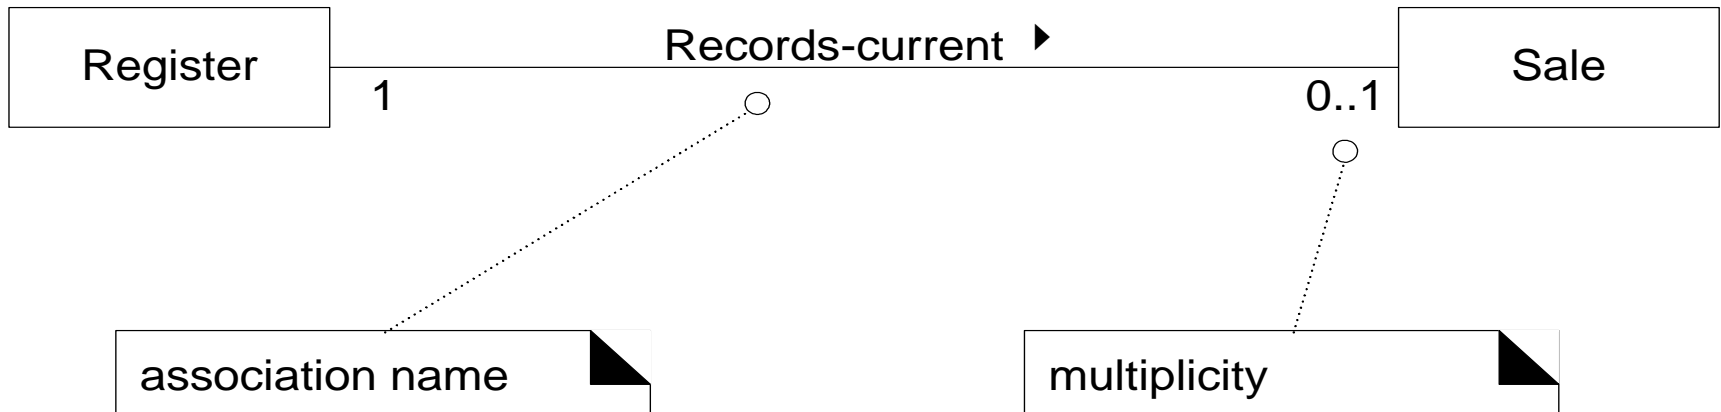 Records-current
Register
Sale
1
0..1
association name
multiplicity